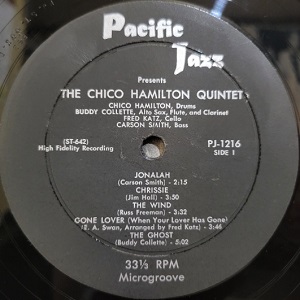 Pacific
Jazz
Presents
THE CHICO HAMILTON QUINTET
CHICO HAMILTON, Drums
BUDDY COLLETTE, Alto Sax, Flute, and Clarinet
FRED KATZ, Cello
CARSON SMITH, Bass
(ST-642)
High Fidelity Recording
PJ-1216
SIDE 1
JONALAH
(Carson Smith) - 2:15
CHRISSIE
(Jim Hall) - 3:50
THE WIND
(Russ Freeman) - 3:32
GONE LOVER (When Your Lover Has Gone)
(E. A. Swan, Arranged by Fred Katz) - 3:46
THE GHOST
(Buddy Collette) - 5:02
33⅓ RPM
Microgroove